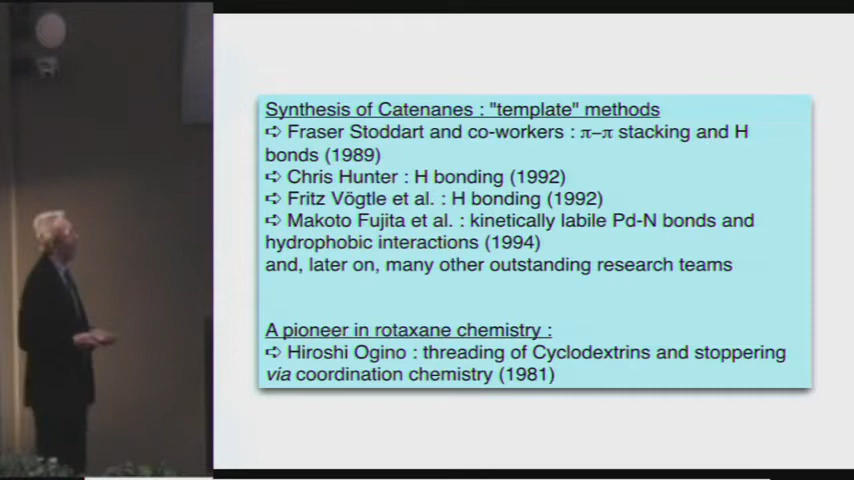 Synthesis of Catenanes : "template" methods
➩ Fraser Stoddart and co-workers : π–π stacking and H
bonds (1989)
➩ Chris Hunter : H bonding (1992)
➩ Fritz Vögtle et al. : H bonding (1992)
➩ Makoto Fujita et al. : kinetically labile Pd-N bonds and
hydrophobic interactions (1994)
and, later on, many other outstanding research teams
A pioneer in rotaxane chemistry :
➩ Hiroshi Ogino : threading of Cyclodextrins and stoppering
via coordination chemistry (1981)